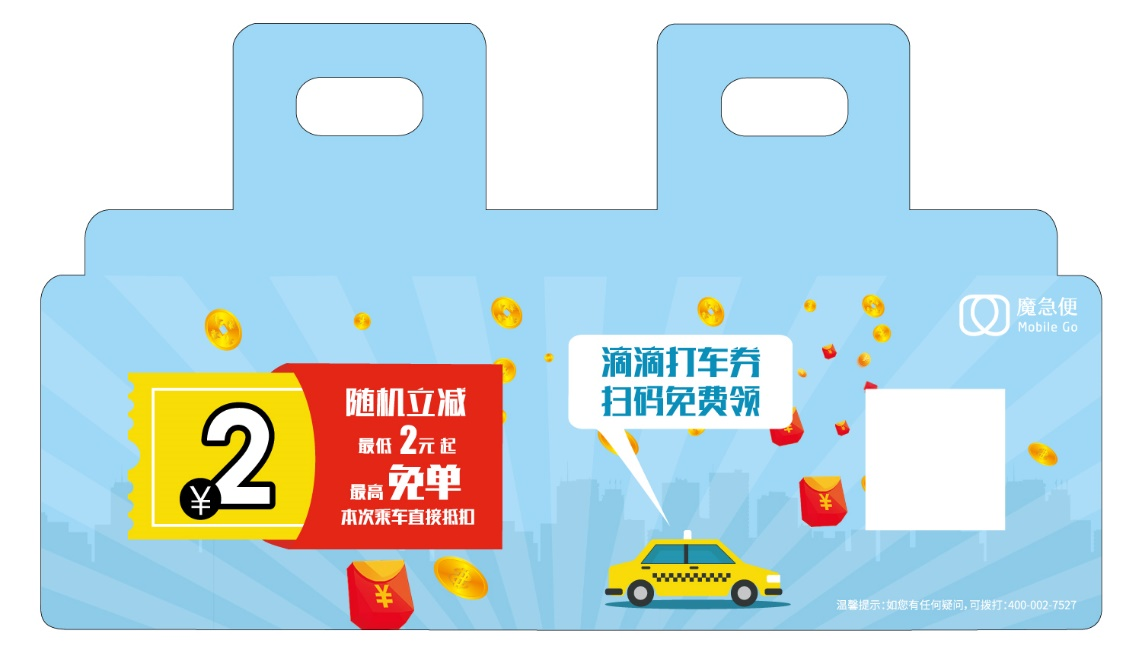 魔急便
Mobile Go
滴滴打车券
扫码免费领
随机立减
最低2元起
最高免单
本次乘车直接抵扣
¥2
¥
¥
温馨提示:如您有任何疑问,可拨打:400-002-7527